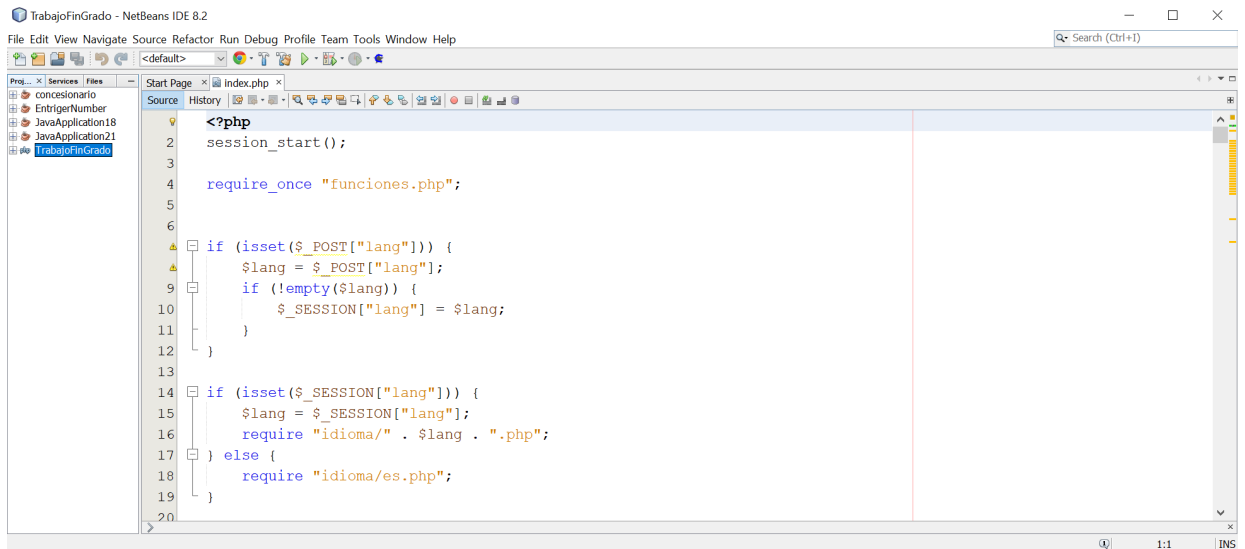 TrabajoFinGrado - NetBeans IDE 8.2
File Edit View Navigate Source Refactor Run Debug Profile Team Tools Window Help
Search (Ctrl+I)
<default>
Proj... × Services Files
Start Page × index.php ×
concesionario
EntrigerNumber
JavaApplication18
JavaApplication21
TrabajoFinGrado
Source History
<?php
2 session_start();
3
4 require_once "funciones.php";
5
6
if (isset($_POST["lang"])) {
$lang = $_POST["lang"];
9 if (!empty($lang)) {
10 $_SESSION["lang"] = $lang;
11 }
12 }
13
14 if (isset($_SESSION["lang"])) {
15 $lang = $_SESSION["lang"];
16 require "idioma/" . $lang . ".php";
17 } else {
18 require "idioma/es.php";
19 }
20
1:1 INS